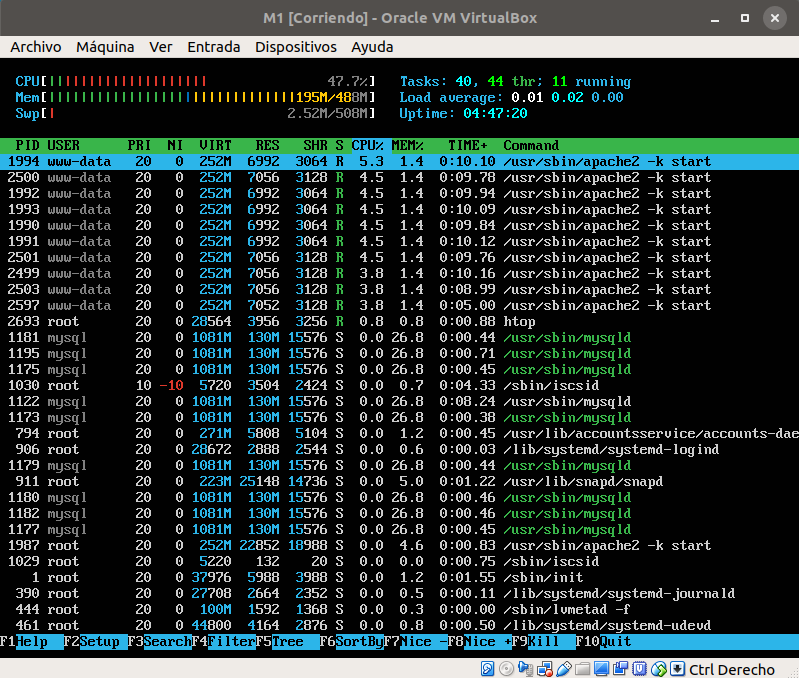 M1 [Corriendo] - Oracle VM VirtualBox
Archivo Máquina Ver Entrada Dispositivos Ayuda
CPU[|||||||||||||||||||| 47.7%] Tasks: 40, 44 thr; 11 running
Mem[|||||||||||||||||||||||||||||||195M/488M] Load average: 0.01 0.02 0.00
Swp[| 2.52M/508M] Uptime: 04:47:20
PID USER PRI NI VIRT RES SHR S CPU% MEM% TIME+ Command
1994 www-data 20 0 252M 6992 3064 R 5.3 1.4 0:10.10 /usr/sbin/apache2 -k start
2500 www-data 20 0 252M 7056 3128 R 4.5 1.4 0:09.78 /usr/sbin/apache2 -k start
1992 www-data 20 0 252M 6992 3064 R 4.5 1.4 0:09.94 /usr/sbin/apache2 -k start
1993 www-data 20 0 252M 6992 3064 R 4.5 1.4 0:10.09 /usr/sbin/apache2 -k start
1990 www-data 20 0 252M 6992 3064 R 4.5 1.4 0:09.84 /usr/sbin/apache2 -k start
1991 www-data 20 0 252M 6992 3064 R 4.5 1.4 0:10.12 /usr/sbin/apache2 -k start
2501 www-data 20 0 252M 7056 3128 R 4.5 1.4 0:09.76 /usr/sbin/apache2 -k start
2499 www-data 20 0 252M 7056 3128 R 3.8 1.4 0:10.16 /usr/sbin/apache2 -k start
2503 www-data 20 0 252M 7056 3128 R 3.8 1.4 0:08.99 /usr/sbin/apache2 -k start
2597 www-data 20 0 252M 7052 3128 R 3.8 1.4 0:05.00 /usr/sbin/apache2 -k start
2693 root 20 0 28564 3956 3256 R 0.8 0.8 0:00.88 htop
1181 mysql 20 0 1081M 130M 15576 S 0.0 26.8 0:00.44 /usr/sbin/mysqld
1195 mysql 20 0 1081M 130M 15576 S 0.0 26.8 0:00.71 /usr/sbin/mysqld
1175 mysql 20 0 1081M 130M 15576 S 0.0 26.8 0:00.45 /usr/sbin/mysqld
1030 root 10 -10 5720 3504 2424 S 0.0 0.7 0:04.33 /sbin/iscsid
1122 mysql 20 0 1081M 130M 15576 S 0.0 26.8 0:08.24 /usr/sbin/mysqld
1173 mysql 20 0 1081M 130M 15576 S 0.0 26.8 0:00.38 /usr/sbin/mysqld
794 root 20 0 271M 5808 5104 S 0.0 1.2 0:00.45 /usr/lib/accountsservice/accounts-dae
906 root 20 0 28672 2888 2544 S 0.0 0.6 0:00.03 /lib/systemd/systemd-logind
1179 mysql 20 0 1081M 130M 15576 S 0.0 26.8 0:00.44 /usr/sbin/mysqld
911 root 20 0 223M 25148 14736 S 0.0 5.0 0:01.22 /usr/lib/snapd/snapd
1180 mysql 20 0 1081M 130M 15576 S 0.0 26.8 0:00.46 /usr/sbin/mysqld
1182 mysql 20 0 1081M 130M 15576 S 0.0 26.8 0:00.46 /usr/sbin/mysqld
1177 mysql 20 0 1081M 130M 15576 S 0.0 26.8 0:00.45 /usr/sbin/mysqld
1987 root 20 0 252M 22852 18988 S 0.0 4.6 0:00.83 /usr/sbin/apache2 -k start
1029 root 20 0 5220 132 20 S 0.0 0.0 0:00.75 /sbin/iscsid
1 root 20 0 37976 5988 3988 S 0.0 1.2 0:01.55 /sbin/init
390 root 20 0 27708 2664 2352 S 0.0 0.5 0:00.11 /lib/systemd/systemd-journald
444 root 20 0 100M 1592 1368 S 0.0 0.3 0:00.00 /sbin/lvmetad -f
461 root 20 0 44800 4164 2876 S 0.0 0.8 0:00.50 /lib/systemd/systemd-udevd
F1Help F2Setup F3SearchF4FilterF5Tree F6SortByF7Nice -F8Nice +F9Kill F10Quit
Ctrl Derecho